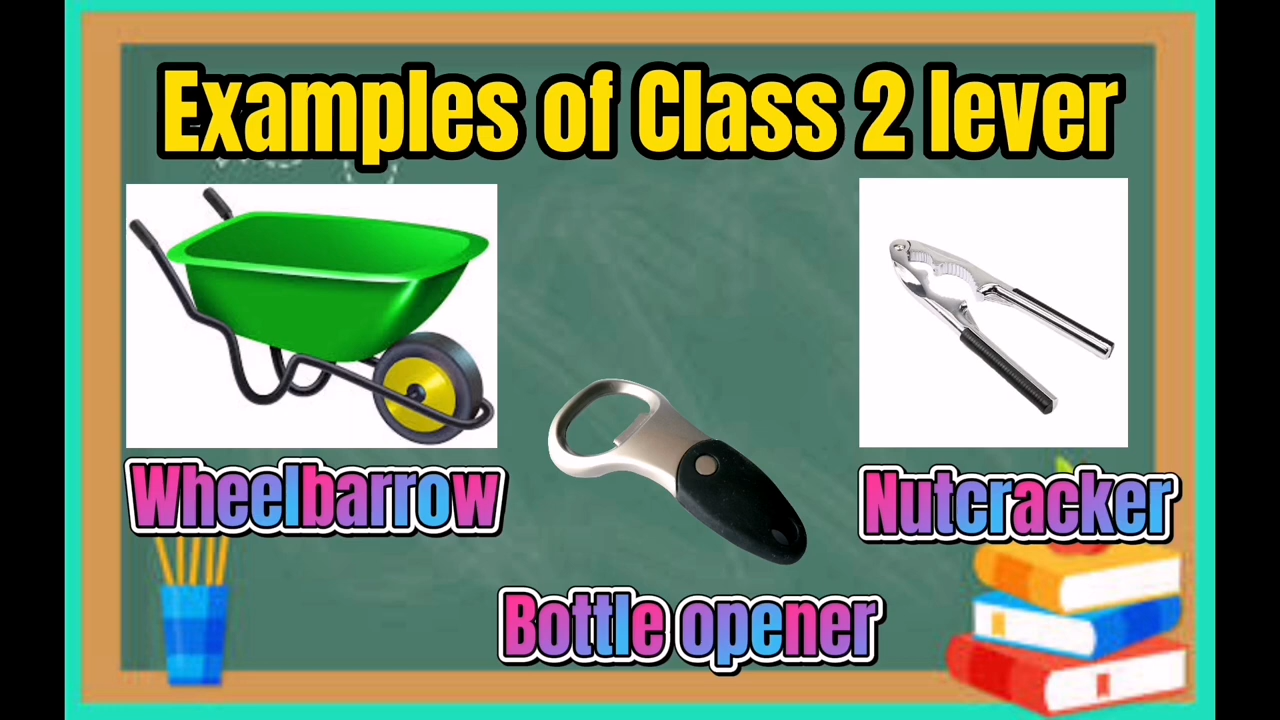 Examples of Class 2 lever
Wheelbarrow
Nutcracker
Bottle opener